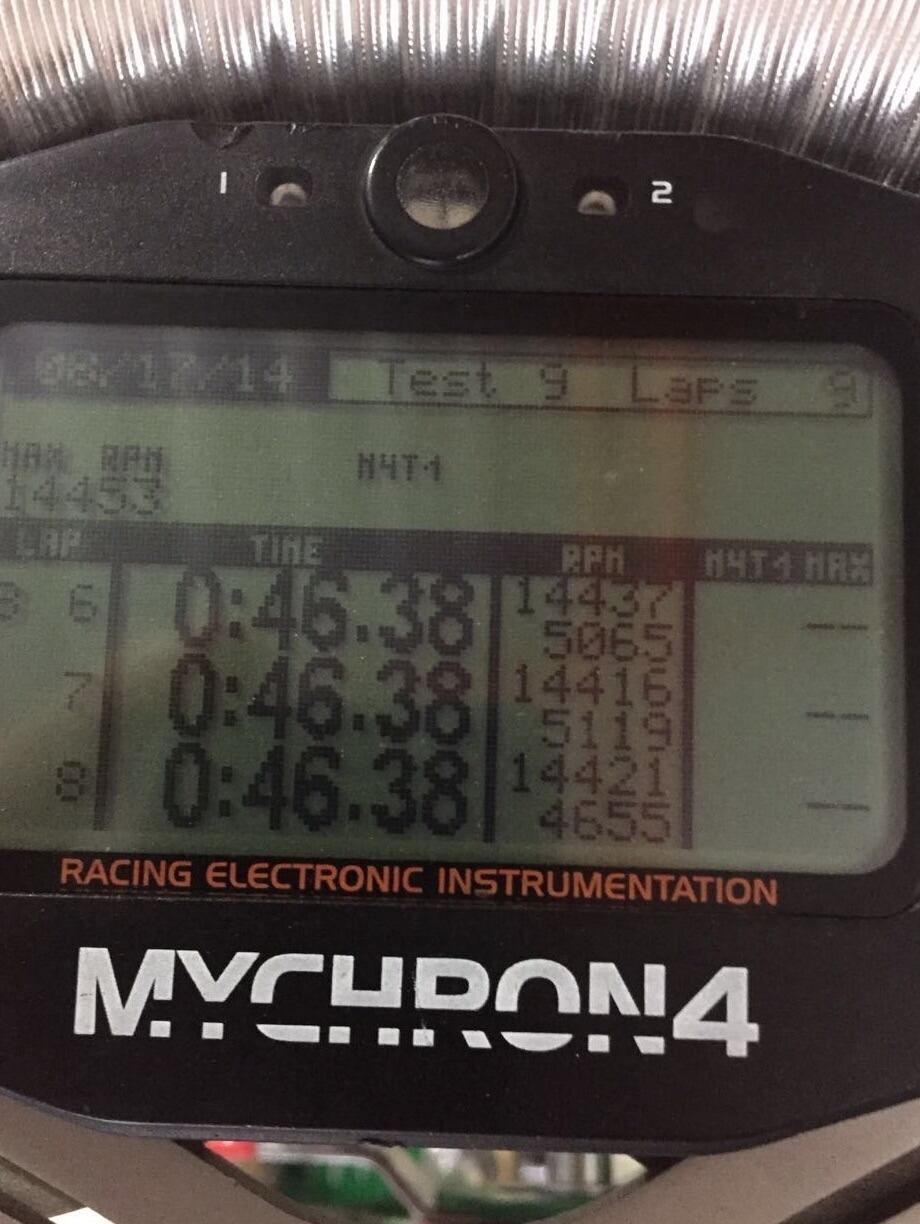 1 2
08/17/14 Test 9 Laps 9
MAX RPM
14453
LAP TIME RPM MAX
B 6 0:46.38 14437
5065
7 0:46.38 14416
5119
8 0:46.38 14421
4655
RACING ELECTRONIC INSTRUMENTATION
MYCHRON4